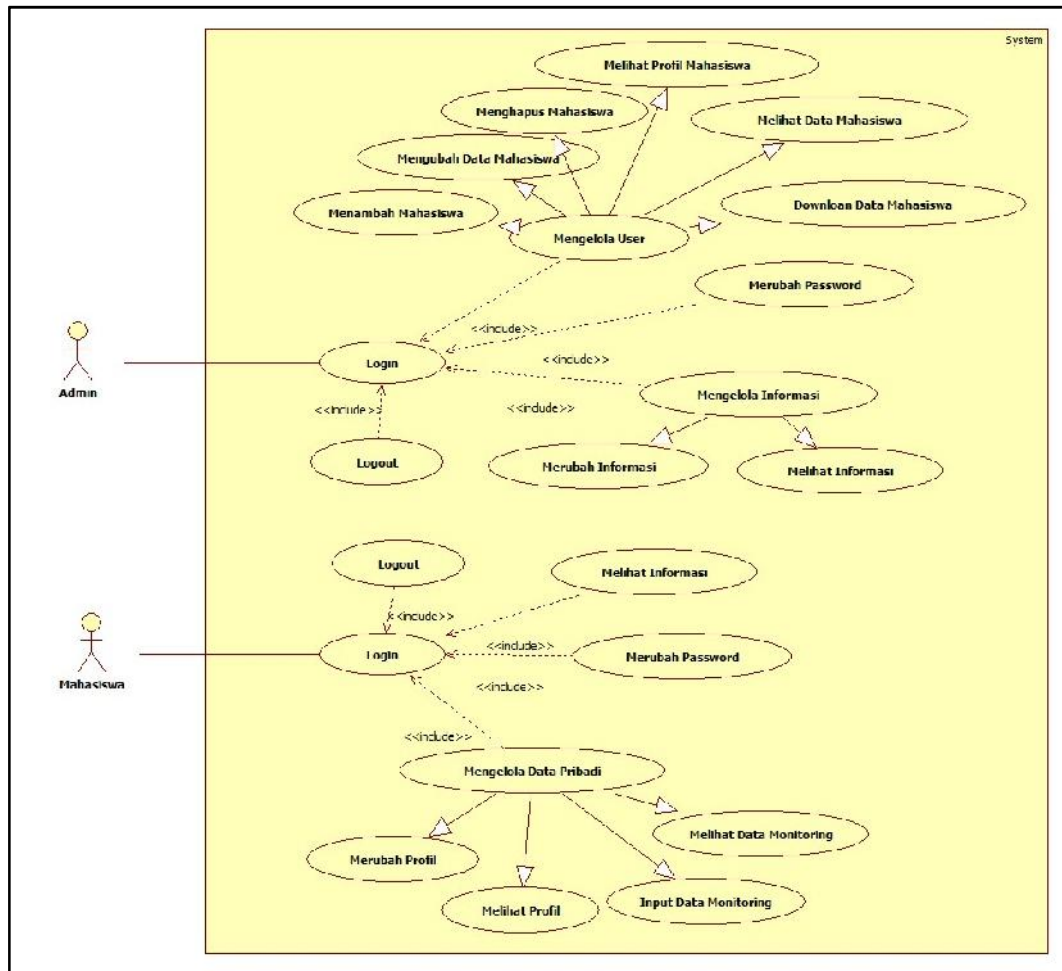 System
Melihat Profil Mahasiswa
Menghapus Mahasiswa
Melihat Data Mahasiswa
Mengubah Data Mahasiswa
Menambah Mahasiswa
Downloan Data Mahasiswa
Mengelola User
Merubah Password
<<include>>
<<include>>
Login
Admin
Mengelola Informasi
<<include>>
<<include>>
Logout
Merubah Informasi
Melihat Informasi
Logout
Melihat Informasi
<<include>>
Login
<<include>>
Merubah Password
Mahasiswa
<<include>>
<<include>>
Mengelola Data Pribadi
Melihat Data Monitoring
Merubah Profil
Input Data Monitoring
Melihat Profil